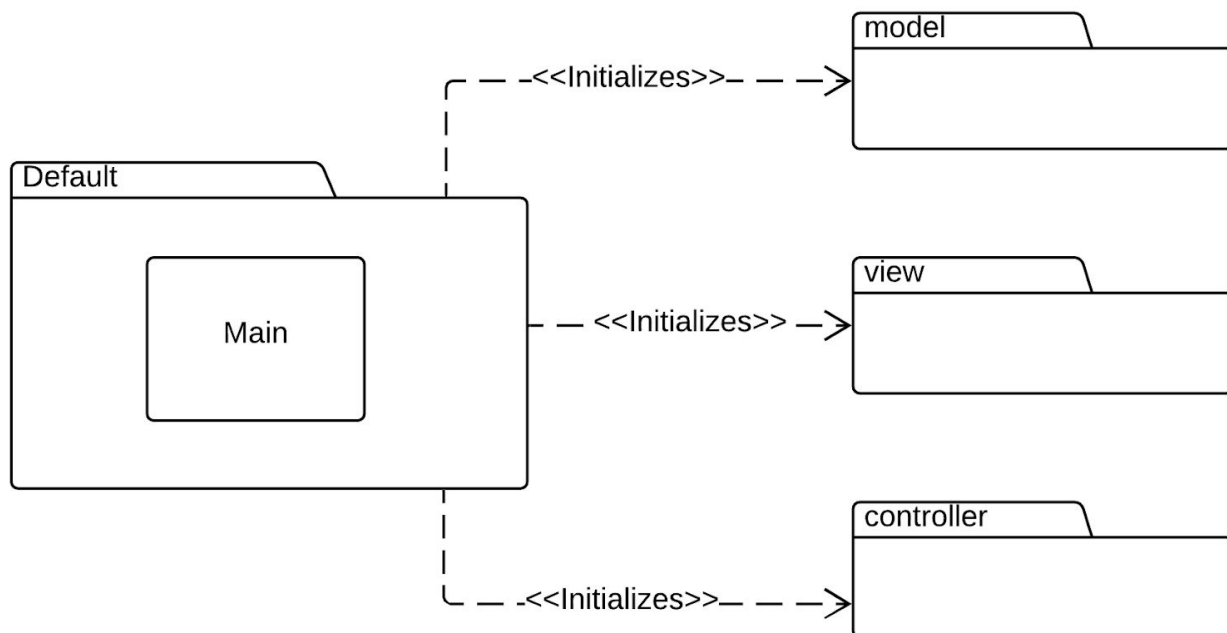 model
<<Initializes>>
Default
view
<<Initializes>>
Main
controller
<<Initializes>>